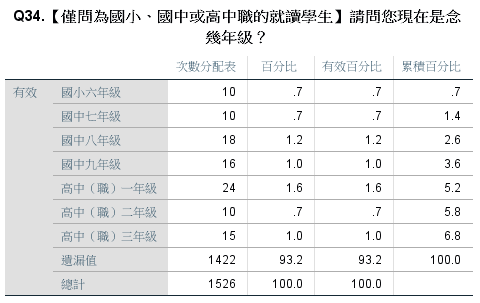 Q34.【僅問為國小、國中或高中職的就讀學生】請問您現在是念
幾年級？
次數分配表 百分比 有效百分比 累積百分比
有效 國小六年級 10 .7 .7 .7
國中七年級 10 .7 .7 1.4
國中八年級 18 1.2 1.2 2.6
國中九年級 16 1.0 1.0 3.6
高中（職）一年級 24 1.6 1.6 5.2
高中（職）二年級 10 .7 .7 5.8
高中（職）三年級 15 1.0 1.0 6.8
遺漏值 1422 93.2 93.2 100.0
總計 1526 100.0 100.0